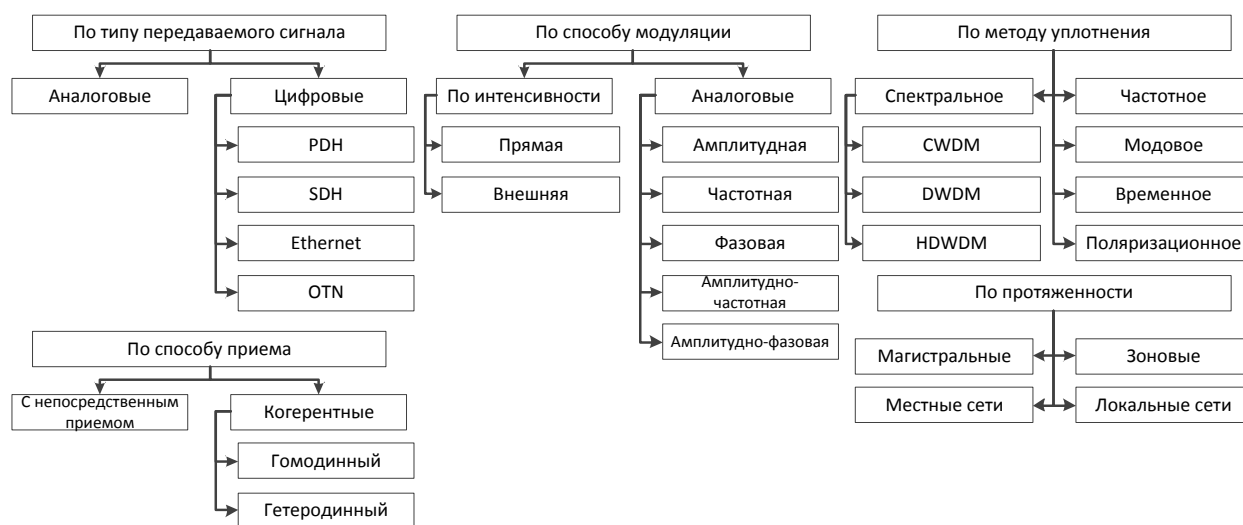 По типу передаваемого сигнала
Аналоговые
Цифровые
PDH
SDH
Ethernet
OTN
По способу модуляции
По интенсивности
Прямая
Внешняя
Аналоговые
Амплитудная
Частотная
Фазовая
Амплитудно-
частотная
Амплитудно-фазовая
По методу уплотнения
Спектральное
CWDM
DWDM
HDWDM
Частотное
Модовое
Временное
Поляризационное
По способу приема
С непосредственным
приемом
Когерентные
Гомодинный
Гетеродинный
По протяженности
Магистральные
Зоновые
Местные сети
Локальные сети